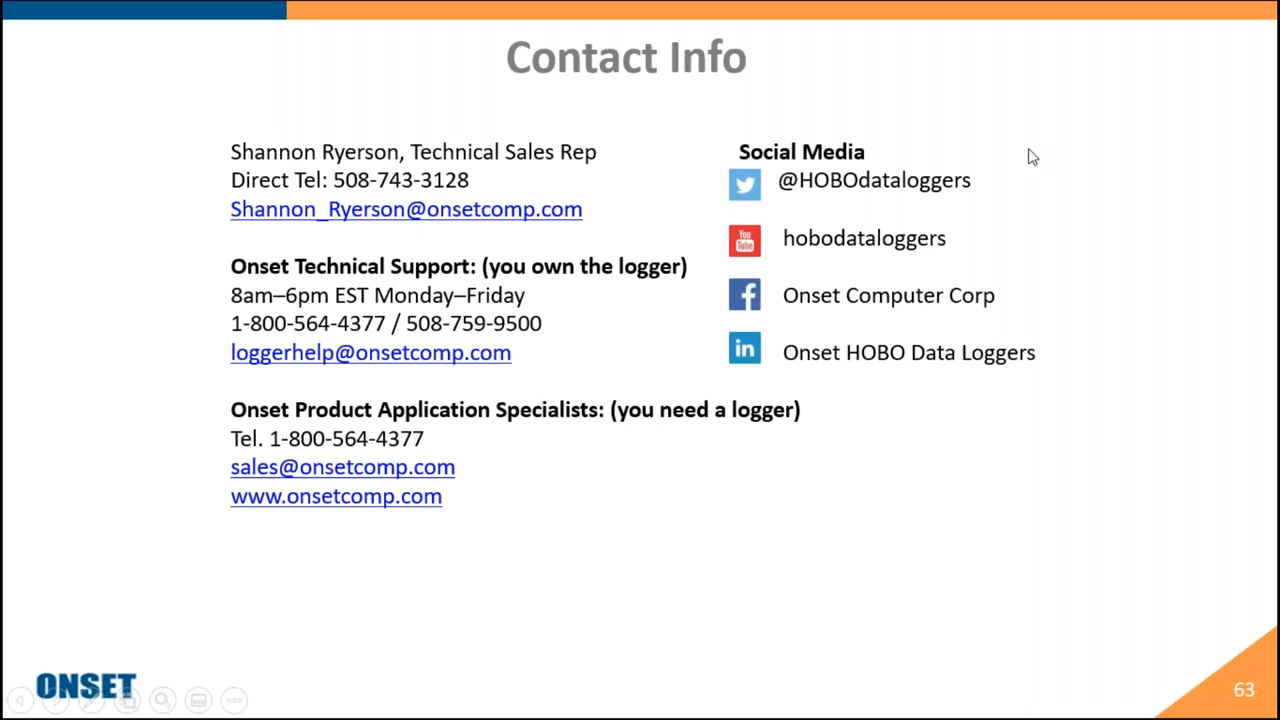 Contact Info
Shannon Ryerson, Technical Sales Rep
Direct Tel: 508-743-3128
Shannon_Ryerson@onsetcomp.com
Onset Technical Support: (you own the logger)
8am–6pm EST Monday–Friday
1-800-564-4377 / 508-759-9500
loggerhelp@onsetcomp.com
Onset Product Application Specialists: (you need a logger)
Tel. 1-800-564-4377
sales@onsetcomp.com
www.onsetcomp.com
Social Media
@HOBOdataloggers
You Tube
hobodataloggers
f
Onset Computer Corp
in
Onset HOBO Data Loggers
ONSET
63